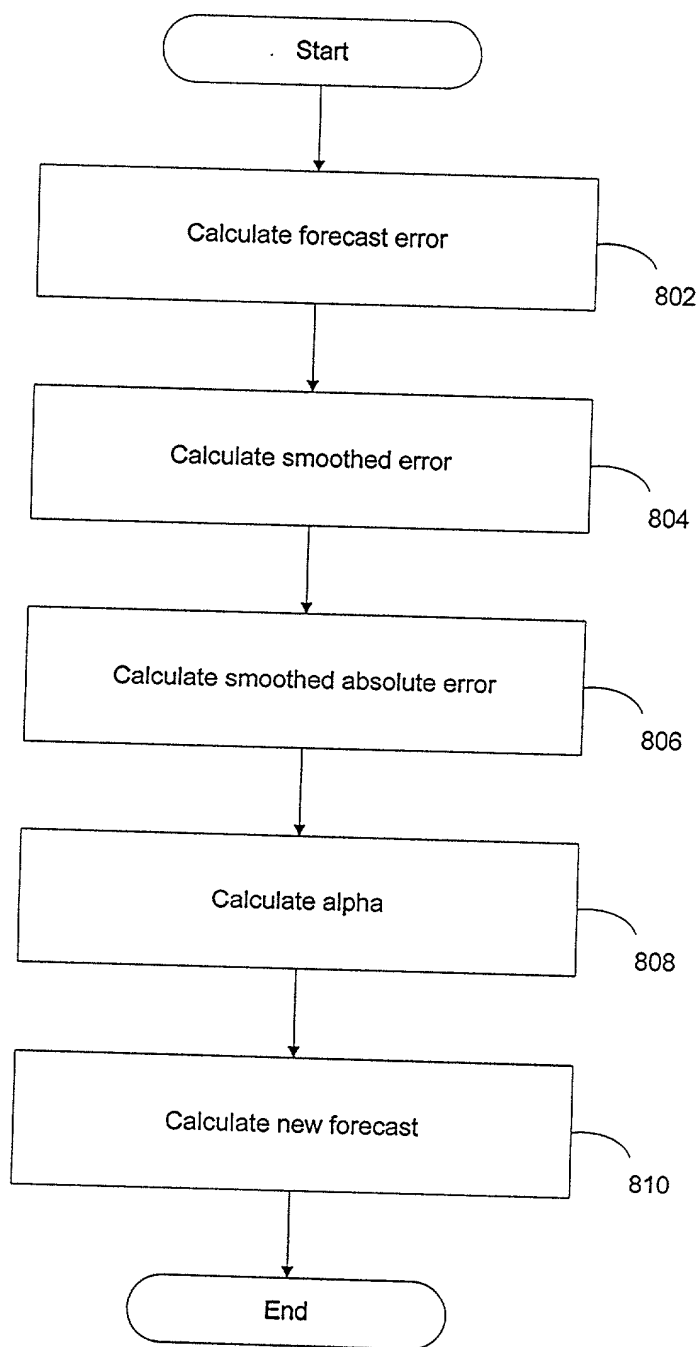 Start
Calculate forecast error
802
Calculate smoothed error
804
Calculate smoothed absolute error
806
Calculate alpha
808
Calculate new forecast
810
End